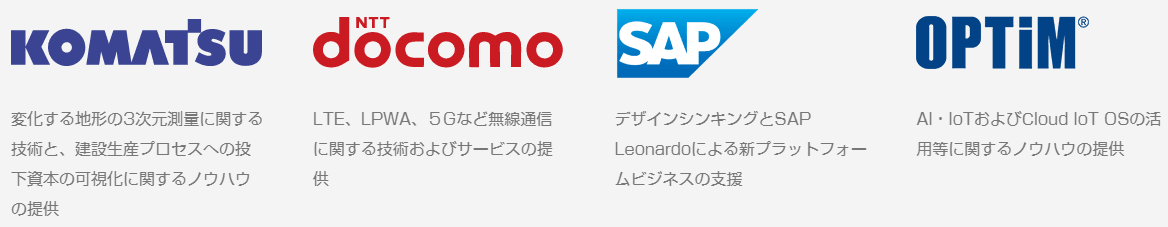 KOMATSU
変化する地形の3次元測量に関する
技術と、建設生産プロセスへの投
下資本の可視化に関するノウハウ
の提供
NTT
docomo
LTE、LPWA、５Gなど無線通信
に関する技術およびサービスの提
供
SAP
デザインシンキングとSAP
Leonardoによる新プラットフォー
ムビジネスの支援
OPTiM®
AI・IoTおよびCloud IoT OSの活
用等に関するノウハウの提供